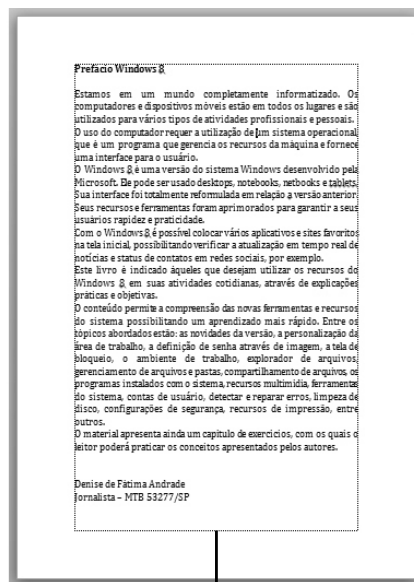 Prefácio Windows 8
Estamos em um mundo completamente informatizado. Os
computadores e dispositivos móveis estão em todos os lugares e são
utilizados para vários tipos de atividades profissionais e pessoais.
O uso do computador requer a utilização de um sistema operacional,
que é um programa que gerencia os recursos da máquina e fornece
uma interface para o usuário.
O Windows 8 é uma versão do sistema Windows desenvolvido pela
Microsoft. Ele pode ser usado desktops, notebooks, netbooks e tablets.
Sua interface foi totalmente reformulada em relação a versão anterior.
Seus recursos e ferramentas foram aprimorados para garantir a seus
usuários rapidez e praticidade.
Com o Windows 8 é possível colocar vários aplicativos e sites favoritos
na tela inicial, possibilitando verificar a atualização em tempo real de
notícias e status de contatos em redes sociais, por exemplo.
Este livro é indicado àqueles que desejam utilizar os recursos do
Windows 8 em suas atividades cotidianas, através de explicações
práticas e objetivas.
O conteúdo permite a compreensão das novas ferramentas e recursos
do sistema possibilitando um aprendizado mais rápido. Entre os
tópicos abordados estão: as novidades da versão, a personalização da
área de trabalho, a definição de senha através de imagem, a tela de
bloqueio, o ambiente de trabalho, explorador de arquivos,
gerenciamento de arquivos e pastas, compartilhamento de arquivos, os
programas instalados com o sistema, recursos multimídia, ferramentas
do sistema, contas de usuário, detectar e reparar erros, limpeza de
disco, configurações de segurança, recursos de impressão, entre
outros.
O material apresenta ainda um capítulo de exercícios, com os quais o
leitor poderá praticar os conceitos apresentados pelos autores.
Denise de Fátima Andrade
Jornalista – MTB 53277/SP